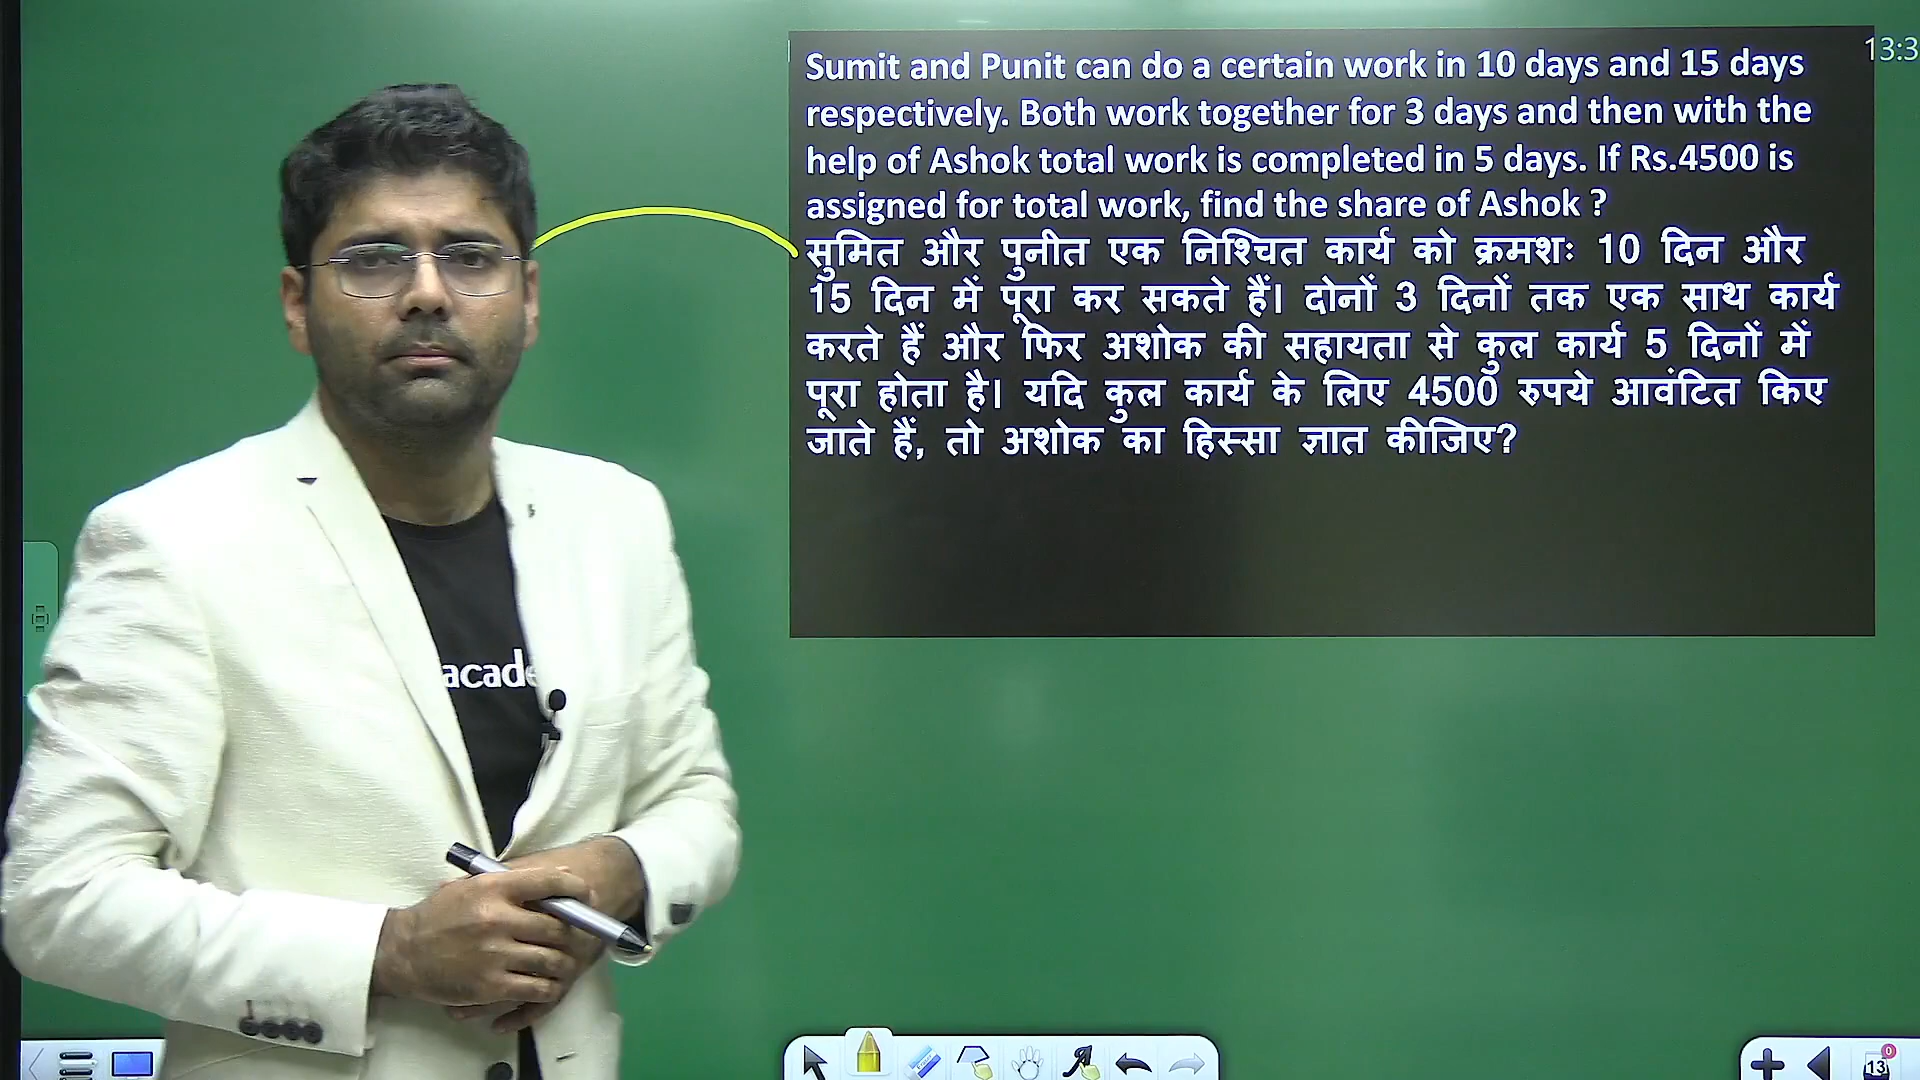 Sumit and Punit can do a certain work in 10 days and 15 days
respectively. Both work together for 3 days and then with the
help of Ashok total work is completed in 5 days. If Rs.4500 is
assigned for total work, find the share of Ashok ?
सुमित और पुनीत एक निश्चित कार्य को क्रमशः 10 दिन और
15 दिन में पूरा कर सकते हैं। दोनों 3 दिनों तक एक साथ कार्य
करते हैं और फिर अशोक की सहायता से कुल कार्य 5 दिनों में
पूरा होता है। यदि कुल कार्य के लिए 4500 रुपये आवंटित किए
जाते हैं, तो अशोक का हिस्सा ज्ञात कीजिए?
13:3
acade
13
0